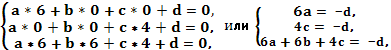 a * 6 + b * 0 + c * 0 + d = 0,
a * 0 + b * 0 + c * 4 + d = 0,
a * 6 + b * 6 + c * 4 + d = 0,
или
6a = -d,
4c = -d,
6a + 6b + 4c = -d,